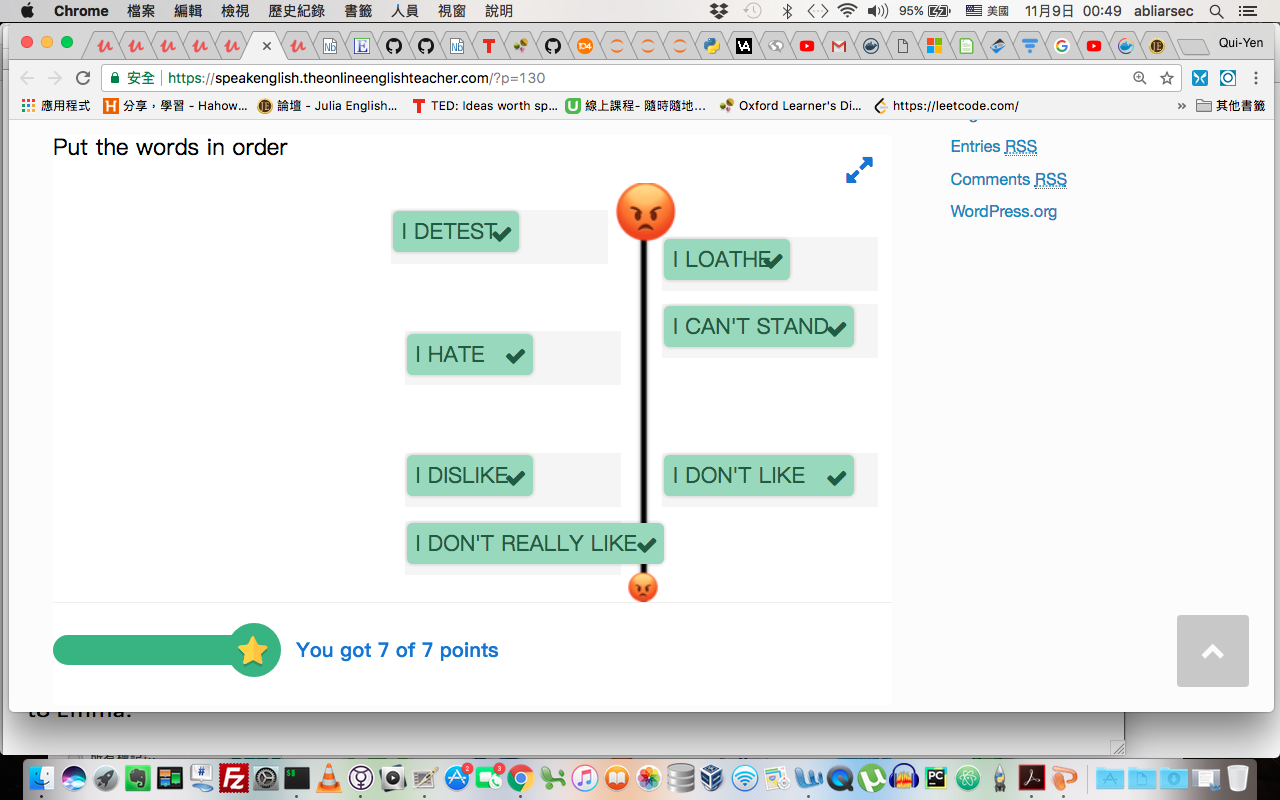 Chrome 檔案 編輯 檢視 歷史紀錄 書籤 人員 視窗 說明 95% 美國 11月9日 00:49 abliarsec
Qui-Yen
安全 https://speakenglish.theonlineenglishteacher.com/?p=130
應用程式 分享，學習 - Hahow... 論壇 - Julia English... TED: Ideas worth sp... 線上課程- 隨時隨地... Oxford Learner's Di... https://leetcode.com/ » 其他書籤
Put the words in order
Entries RSS
Comments RSS
WordPress.org
I DETEST
I LOATHE
I CAN'T STAND
I HATE
I DISLIKE
I DON'T LIKE
I DON'T REALLY LIKE
You got 7 of 7 points
to Emma.